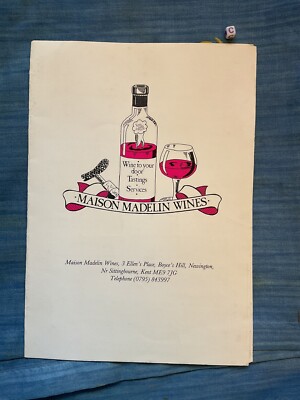 Wine to your
door
Tastings
Services
MAISON MADELIN WINES
Maison Madelin Wines, 3 Ellen's Place, Boyce's Hill, Newington,
Nr Sittingbourne, Kent ME9 7JG
Telephone (0795) 843997